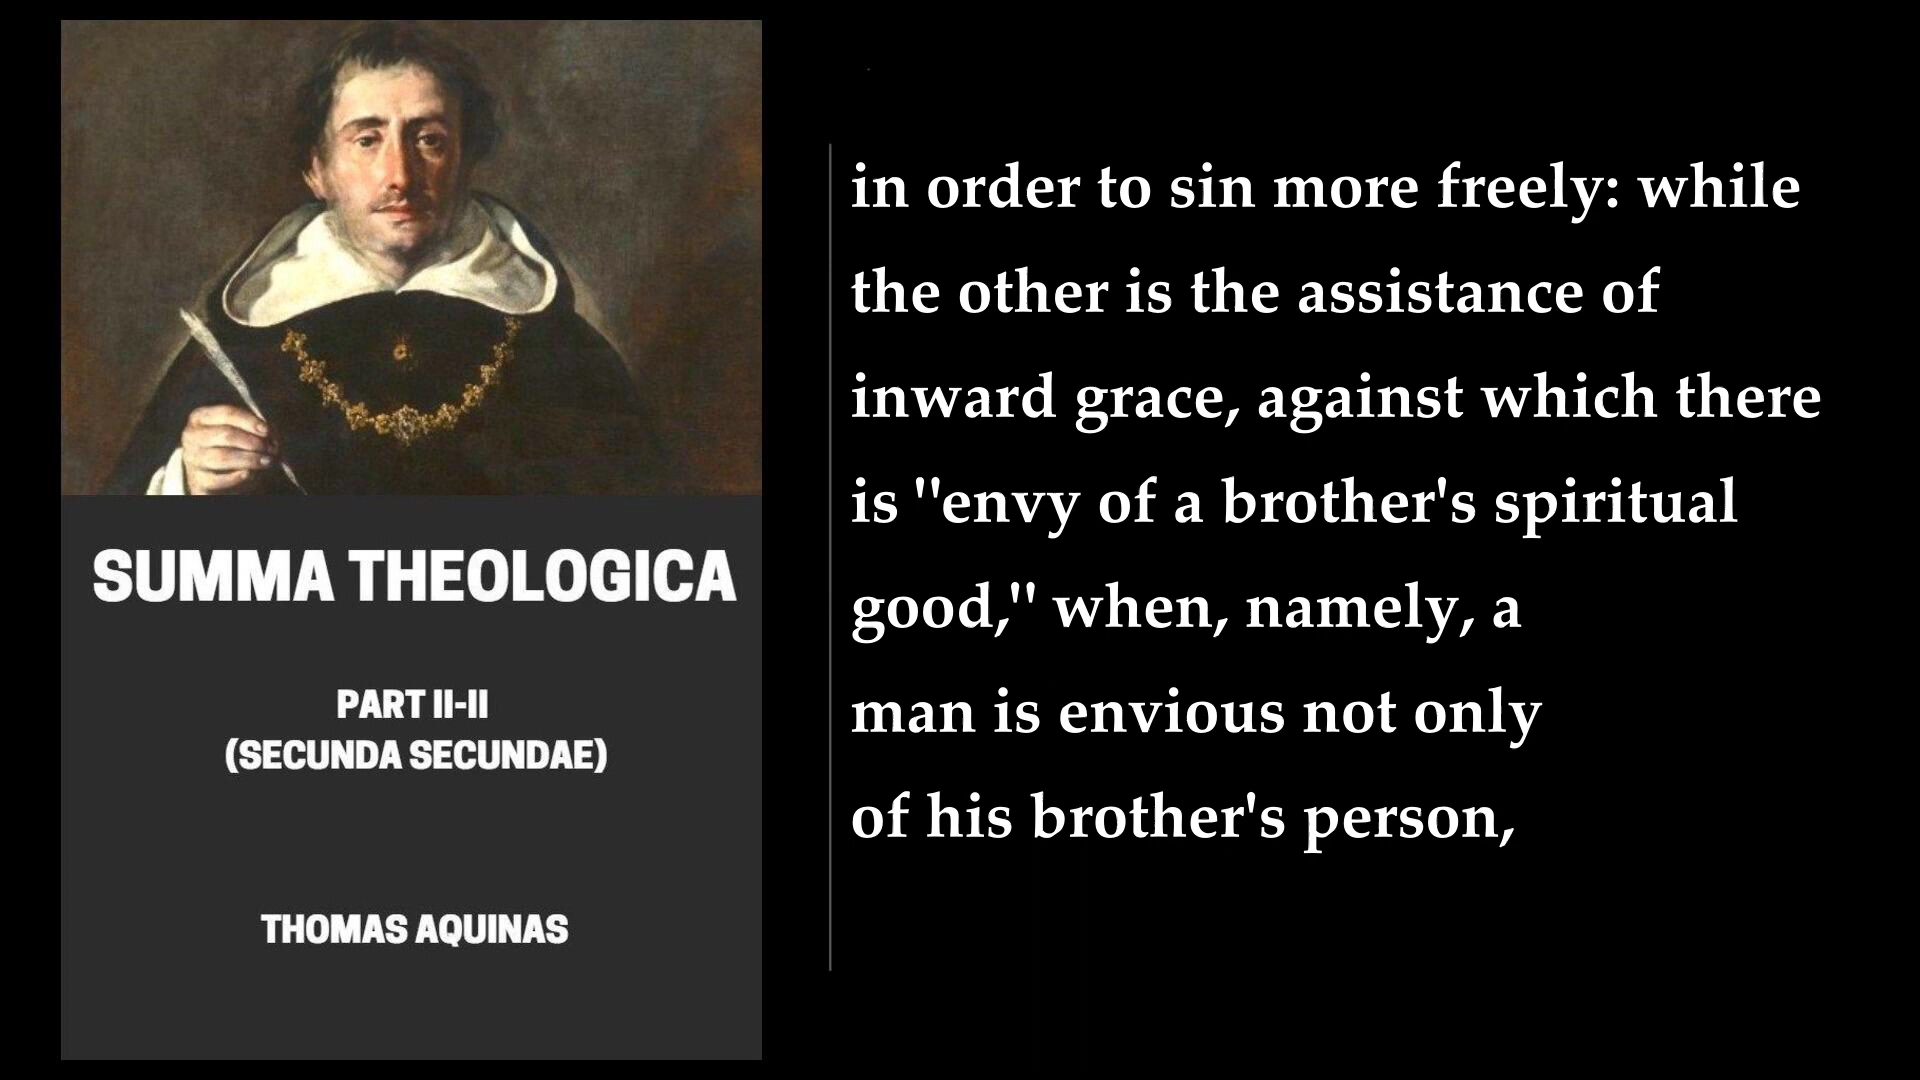 SUMMA THEOLOGICA
PART II-II
(SECUNDA SECUNDAE)
THOMAS AQUINAS
in order to sin more freely: while
the other is the assistance of
inward grace, against which there
is "envy of a brother's spiritual
good," when, namely, a
man is envious not only
of his brother's person,